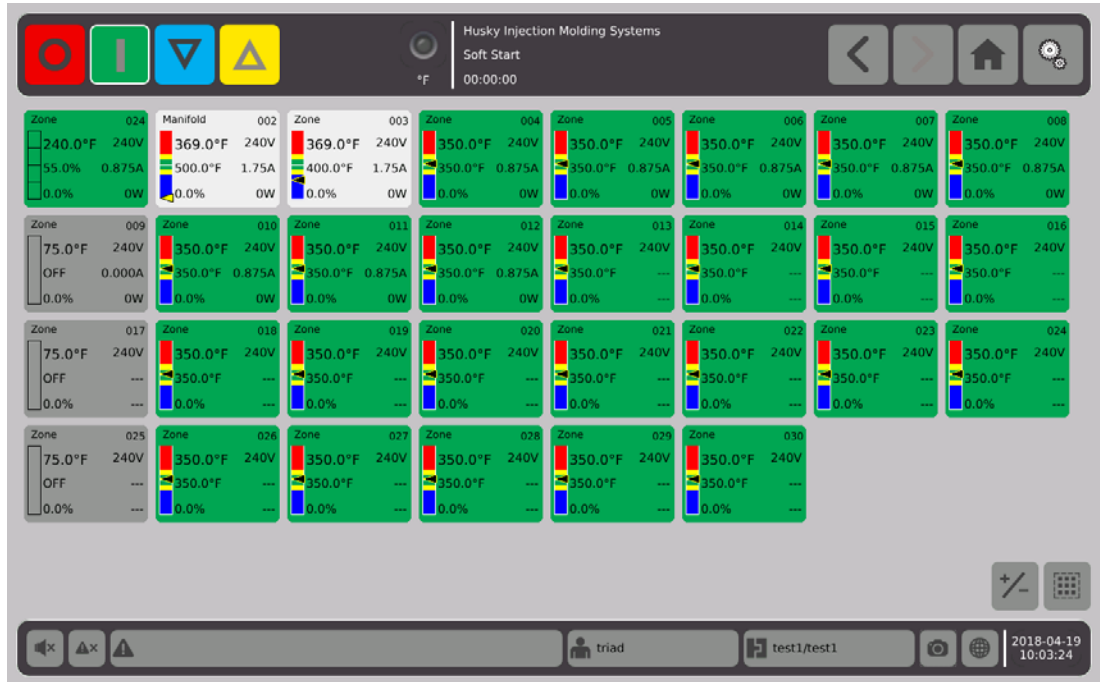 Husky Injection Molding Systems
Soft Start
°F 00:00:00
Zone 024 Manifold 002 Zone 003 Zone 004 Zone 005 Zone 006 Zone 007 Zone 008
240.0°F 240V 369.0°F 240V 369.0°F 240V 350.0°F 240V 350.0°F 240V 350.0°F 240V 350.0°F 240V 350.0°F 240V
55.0% 0.875A 500.0°F 1.75A 400.0°F 1.75A 350.0°F 0.875A 350.0°F 0.875A 350.0°F 0.875A 350.0°F 0.875A 350.0°F 0.875A
0.0% 0W 0.0% 0W 0.0% 0W 0.0% 0W 0.0% 0W 0.0% 0W 0.0% 0W 0.0% 0W
Zone 009 Zone 010 Zone 011 Zone 012 Zone 013 Zone 014 Zone 015 Zone 016
75.0°F 240V 350.0°F 240V 350.0°F 240V 350.0°F 240V 350.0°F 240V 350.0°F 240V 350.0°F 240V 350.0°F 240V
OFF 0.000A 350.0°F 0.875A 350.0°F 0.875A 350.0°F 0.875A 350.0°F --- 350.0°F --- 350.0°F --- 350.0°F ---
0.0% 0W 0.0% 0W 0.0% 0W 0.0% 0W 0.0% --- 0.0% --- 0.0% --- 0.0% ---
Zone 017 Zone 018 Zone 019 Zone 020 Zone 021 Zone 022 Zone 023 Zone 024
75.0°F 240V 350.0°F 240V 350.0°F 240V 350.0°F 240V 350.0°F 240V 350.0°F 240V 350.0°F 240V 350.0°F 240V
OFF --- 350.0°F --- 350.0°F --- 350.0°F --- 350.0°F --- 350.0°F --- 350.0°F --- 350.0°F ---
0.0% --- 0.0% --- 0.0% --- 0.0% --- 0.0% --- 0.0% --- 0.0% --- 0.0% ---
Zone 025 Zone 026 Zone 027 Zone 028 Zone 029 Zone 030
75.0°F 240V 350.0°F 240V 350.0°F 240V 350.0°F 240V 350.0°F 240V 350.0°F 240V
OFF --- 350.0°F --- 350.0°F --- 350.0°F --- 350.0°F --- 350.0°F ---
0.0% --- 0.0% --- 0.0% --- 0.0% --- 0.0% --- 0.0% ---
+/-
triad test1/test1 2018-04-19
10:03:24